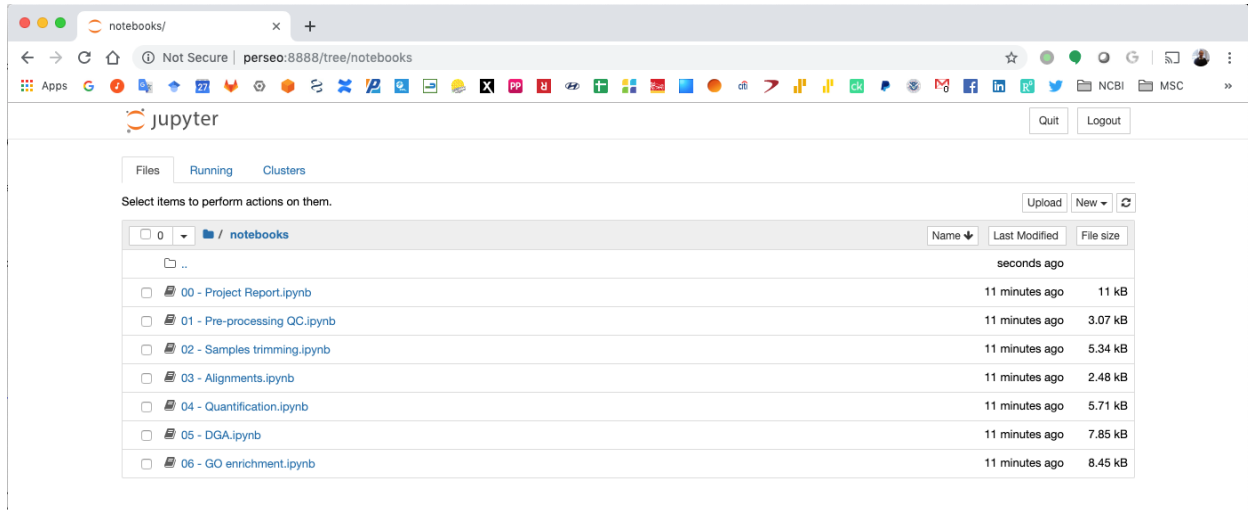 notebooks/
Not Secure | perseo:8888/tree/notebooks
Apps G 27 X PP ck R NCBI MSC »
jupyter Quit Logout
Files Running Clusters
Select items to perform actions on them. Upload New
0 / notebooks Name Last Modified File size
.. seconds ago
00 - Project Report.ipynb 11 minutes ago 11 kB
01 - Pre-processing QC.ipynb 11 minutes ago 3.07 kB
02 - Samples trimming.ipynb 11 minutes ago 5.34 kB
03 - Alignments.ipynb 11 minutes ago 2.48 kB
04 - Quantification.ipynb 11 minutes ago 5.71 kB
05 - DGA.ipynb 11 minutes ago 7.85 kB
06 - GO enrichment.ipynb 11 minutes ago 8.45 kB